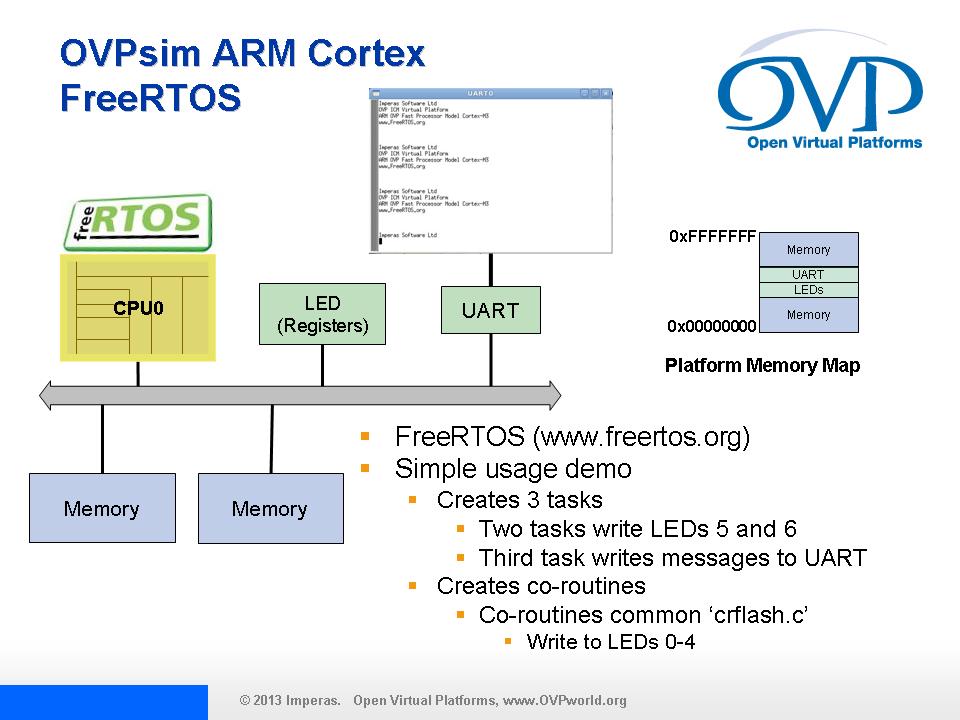 OVPsim ARM Cortex
FreeRTOS
OVP
Open Virtual Platforms
UART0
Imperas Software Ltd
OVP ICM Virtual Platform
ARM OVP Fast Processor Model Cortex-M3
www.FreeRTOS.org
Imperas Software Ltd
OVP ICM Virtual Platform
ARM OVP Fast Processor Model Cortex-M3
www.FreeRTOS.org
Imperas Software Ltd
OVP ICM Virtual Platform
ARM OVP Fast Processor Model Cortex-M3
www.FreeRTOS.org
Imperas Software Ltd
free RTOS
CPU0
LED
(Registers)
UART
0xFFFFFFF
Memory
UART
LEDs
Memory
0x00000000
Platform Memory Map
Memory
Memory
FreeRTOS (www.freertos.org)
Simple usage demo
Creates 3 tasks
Two tasks write LEDs 5 and 6
Third task writes messages to UART
Creates co-routines
Co-routines common ‘crflash.c’
Write to LEDs 0-4
© 2013 Imperas. Open Virtual Platforms, www.OVPworld.org